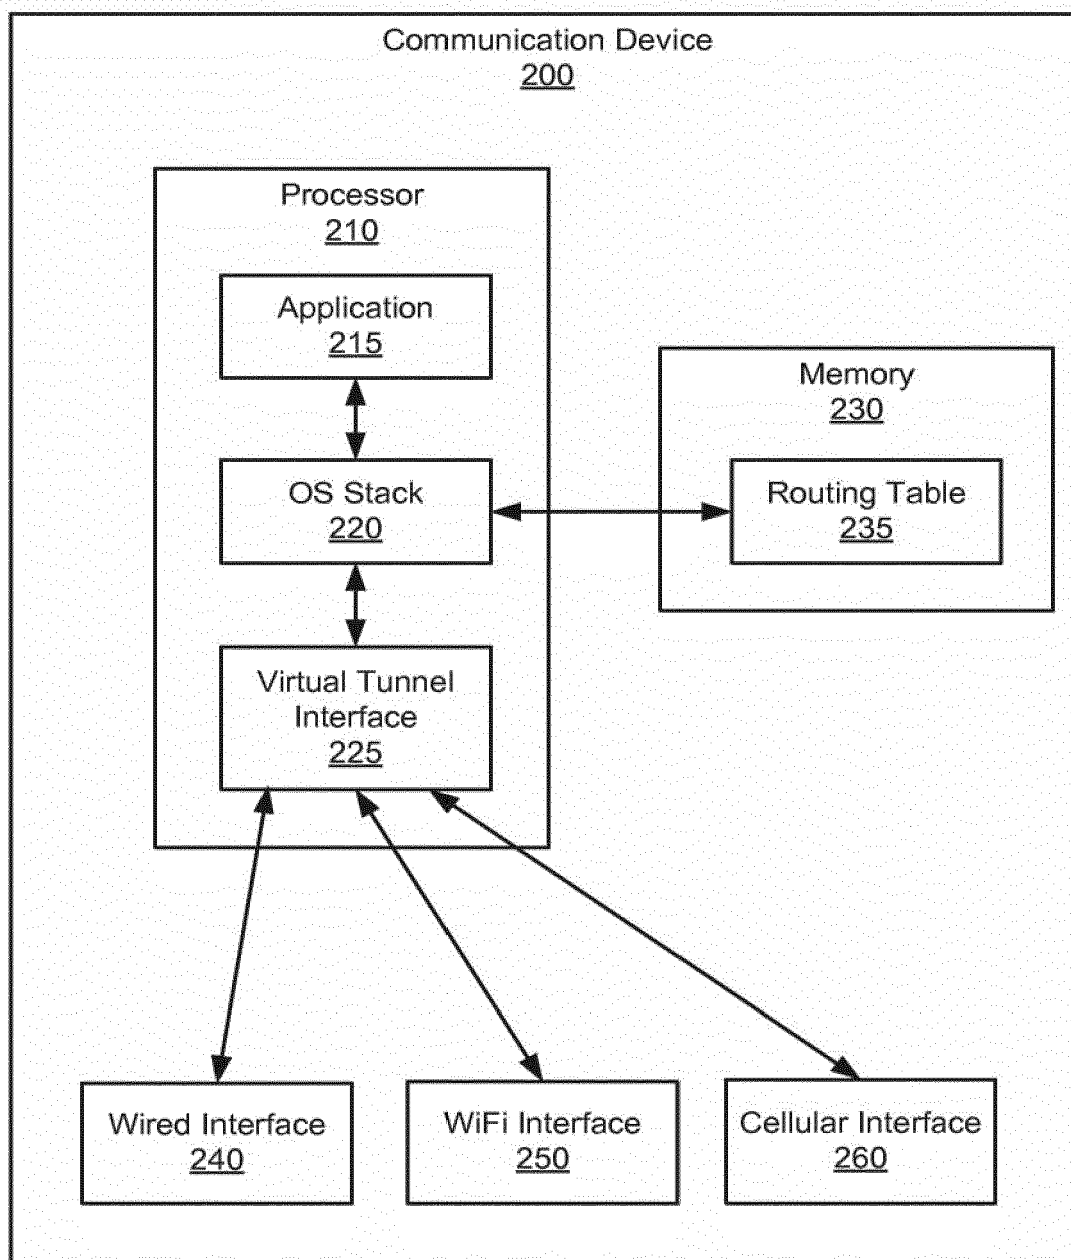 Communication Device
200
Processor
210
Application
215
Memory
230
OS Stack
220
Routing Table
235
Virtual Tunnel
Interface
225
Wired Interface
240
WiFi Interface
250
Cellular Interface
260